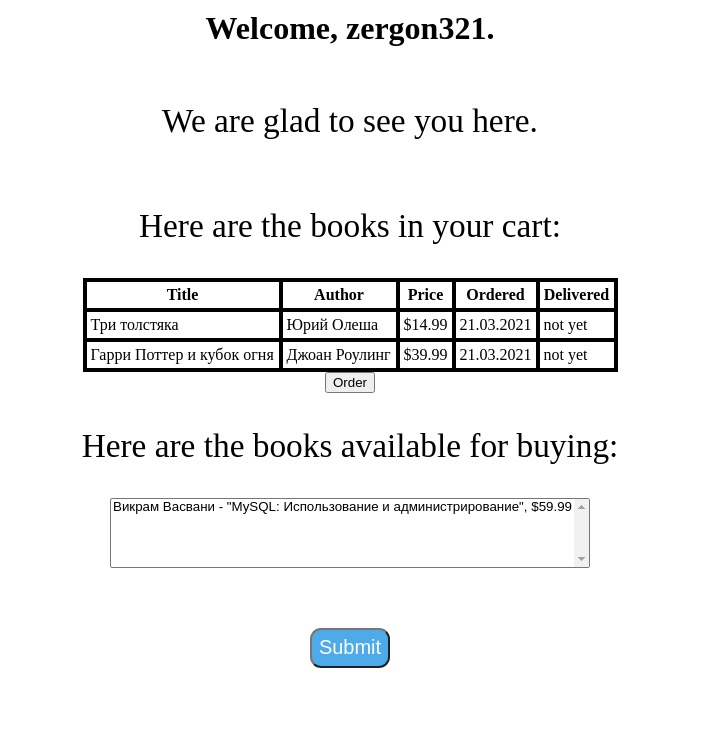 Welcome, zergon321.
We are glad to see you here.
Here are the books in your cart:
Title Author Price Ordered Delivered
Три толстяка Юрий Олеша $14.99 21.03.2021 not yet
Гарри Поттер и кубок огня Джоан Роулинг $39.99 21.03.2021 not yet
Order
Here are the books available for buying:
Викрам Васвани - "MySQL: Использование и администрирование", $59.99
Submit